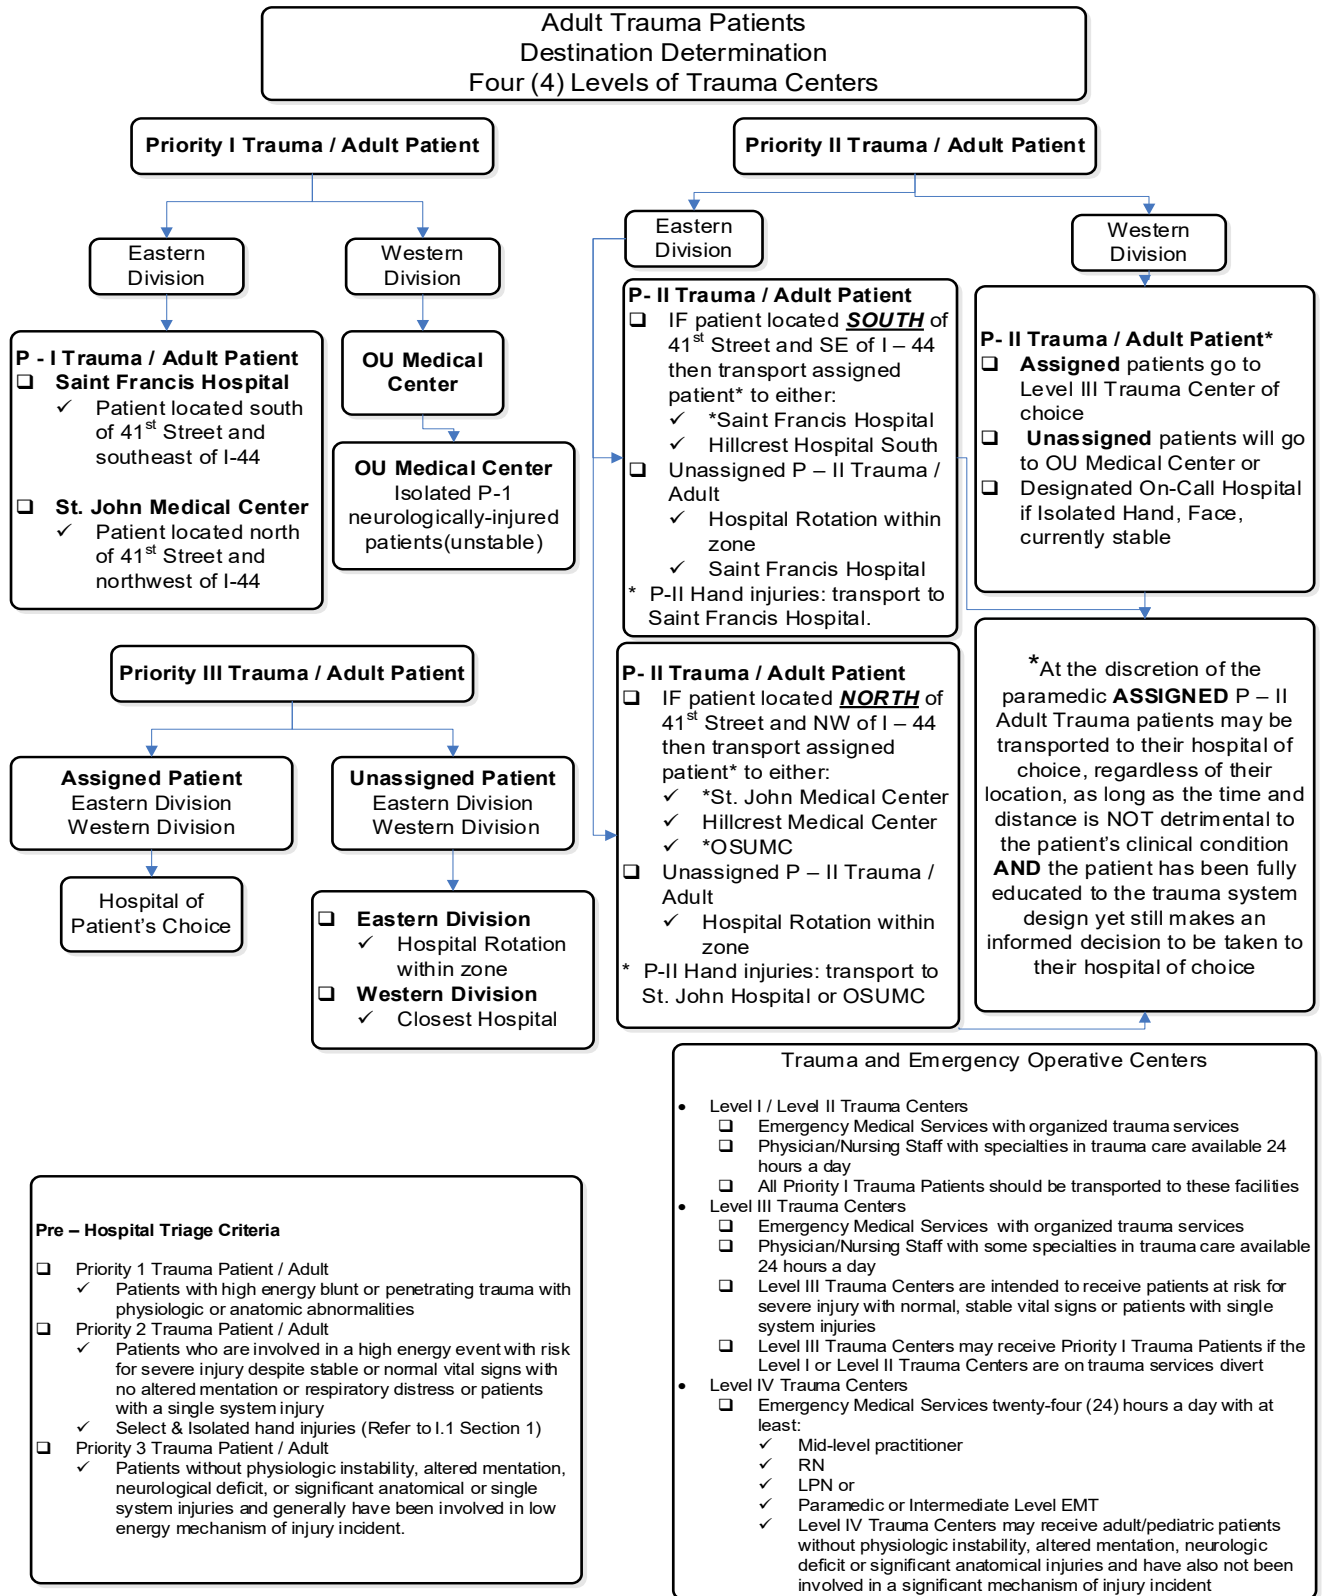 Adult Trauma Patients
Destination Determination
Four (4) Levels of Trauma Centers
Priority I Trauma / Adult Patient
Eastern
Division
Western
Division
P - I Trauma / Adult Patient
❑ Saint Francis Hospital
✓ Patient located south
of 41st Street and
southeast of I-44
❑ St. John Medical Center
✓ Patient located north
of 41st Street and
northwest of I-44
OU Medical
Center
OU Medical Center
Isolated P-1
neurologically-injured
patients(unstable)
Priority II Trauma / Adult Patient
Eastern
Division
Western
Division
P- II Trauma / Adult Patient
❑ IF patient located SOUTH of
41st Street and SE of I – 44
then transport assigned
patient* to either:
✓ *Saint Francis Hospital
✓ Hillcrest Hospital South
❑ Unassigned P – II Trauma /
Adult
✓ Hospital Rotation within
zone
✓ Saint Francis Hospital
* P-II Hand injuries: transport to
Saint Francis Hospital.
P- II Trauma / Adult Patient
❑ IF patient located NORTH of
41st Street and NW of I – 44
then transport assigned
patient* to either:
✓ *St. John Medical Center
✓ Hillcrest Medical Center
✓ *OSUMC
❑ Unassigned P – II Trauma /
Adult
✓ Hospital Rotation within
zone
* P-II Hand injuries: transport to
St. John Hospital or OSUMC
P- II Trauma / Adult Patient*
❑ Assigned patients go to
Level III Trauma Center of
choice
❑ Unassigned patients will go
to OU Medical Center or
❑ Designated On-Call Hospital
if Isolated Hand, Face,
currently stable
*At the discretion of the
paramedic ASSIGNED P – II
Adult Trauma patients may be
transported to their hospital of
choice, regardless of their
location, as long as the time and
distance is NOT detrimental to
the patient's clinical condition
AND the patient has been fully
educated to the trauma system
design yet still makes an
informed decision to be taken to
their hospital of choice
Priority III Trauma / Adult Patient
Assigned Patient
Eastern Division
Western Division
Hospital of
Patient's Choice
Unassigned Patient
Eastern Division
Western Division
❑ Eastern Division
✓ Hospital Rotation
within zone
❑ Western Division
✓ Closest Hospital
Pre – Hospital Triage Criteria
❑ Priority 1 Trauma Patient / Adult
✓ Patients with high energy blunt or penetrating trauma with
physiologic or anatomic abnormalities
❑ Priority 2 Trauma Patient / Adult
✓ Patients who are involved in a high energy event with risk
for severe injury despite stable or normal vital signs with
no altered mentation or respiratory distress or patients
with a single system injury
✓ Select & Isolated hand injuries (Refer to I.1 Section 1)
❑ Priority 3 Trauma Patient / Adult
✓ Patients without physiologic instability, altered mentation,
neurological deficit, or significant anatomical or single
system injuries and generally have been involved in low
energy mechanism of injury incident.
Trauma and Emergency Operative Centers
• Level I / Level II Trauma Centers
❑ Emergency Medical Services with organized trauma services
❑ Physician/Nursing Staff with specialties in trauma care available 24
hours a day
❑ All Priority I Trauma Patients should be transported to these facilities
• Level III Trauma Centers
❑ Emergency Medical Services with organized trauma services
❑ Physician/Nursing Staff with some specialties in trauma care available
24 hours a day
❑ Level III Trauma Centers are intended to receive patients at risk for
severe injury with normal, stable vital signs or patients with single
system injuries
❑ Level III Trauma Centers may receive Priority I Trauma Patients if the
Level I or Level II Trauma Centers are on trauma services divert
• Level IV Trauma Centers
❑ Emergency Medical Services twenty-four (24) hours a day with at
least:
✓ Mid-level practitioner
✓ RN
✓ LPN or
✓ Paramedic or Intermediate Level EMT
✓ Level IV Trauma Centers may receive adult/pediatric patients
without physiologic instability, altered mentation, neurologic
deficit or significant anatomical injuries and have also not been
involved in a significant mechanism of injury incident